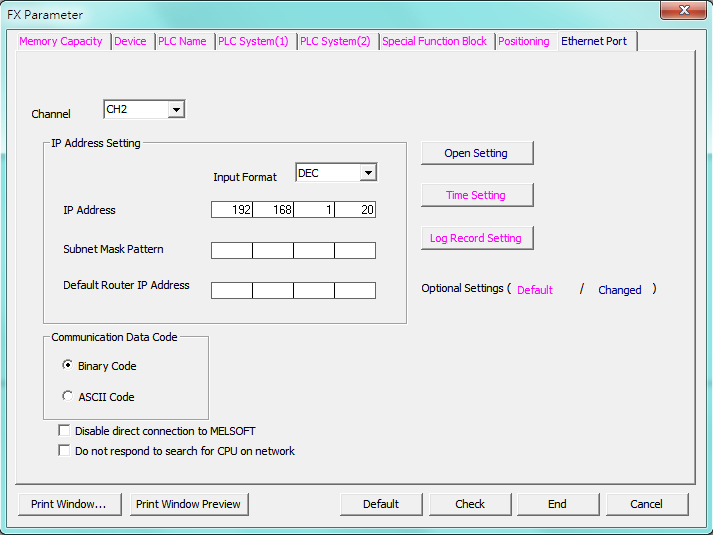 FX Parameter
Memory Capacity Device PLC Name PLC System(1) PLC System(2) Special Function Block Positioning Ethernet Port
Channel CH2
IP Address Setting
Input Format DEC
IP Address 192 168 1 20
Subnet Mask Pattern
Default Router IP Address
Open Setting
Time Setting
Log Record Setting
Optional Settings ( Default / Changed )
Communication Data Code
Binary Code
ASCII Code
Disable direct connection to MELSOFT
Do not respond to search for CPU on network
Print Window... Print Window Preview Default Check End Cancel